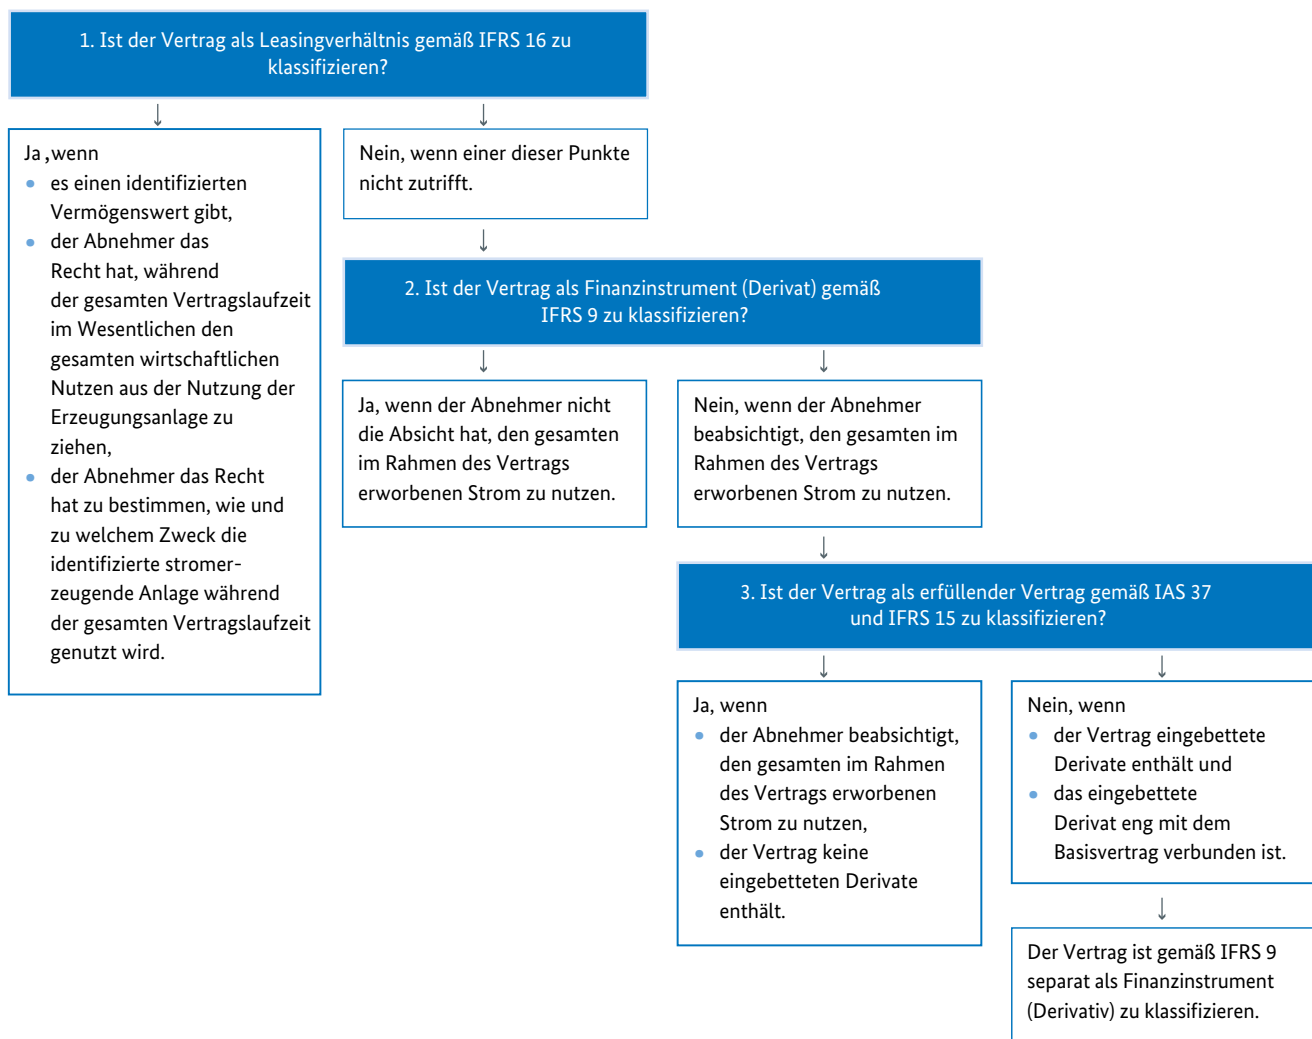 1. Ist der Vertrag als Leasingverhältnis gemäß IFRS 16 zu
klassifizieren?
Ja ,wenn
• es einen identifizierten
Vermögenswert gibt,
• der Abnehmer das
Recht hat, während
der gesamten Vertragslaufzeit
im Wesentlichen den
gesamten wirtschaftlichen
Nutzen aus der Nutzung der
Erzeugungsanlage zu
ziehen,
• der Abnehmer das Recht
hat zu bestimmen, wie und
zu welchem Zweck die
identifizierte stromer-
zeugende Anlage während
der gesamten Vertragslaufzeit
genutzt wird.
Nein, wenn einer dieser Punkte
nicht zutrifft.
2. Ist der Vertrag als Finanzinstrument (Derivat) gemäß
IFRS 9 zu klassifizieren?
Ja, wenn der Abnehmer nicht
die Absicht hat, den gesamten
im Rahmen des Vertrags
erworbenen Strom zu nutzen.
Nein, wenn der Abnehmer
beabsichtigt, den gesamten im
Rahmen des Vertrags
erworbenen Strom zu nutzen.
3. Ist der Vertrag als erfüllender Vertrag gemäß IAS 37
und IFRS 15 zu klassifizieren?
Ja, wenn
• der Abnehmer beabsichtigt,
den gesamten im Rahmen
des Vertrags erworbenen
Strom zu nutzen,
• der Vertrag keine
eingebetteten Derivate
enthält.
Nein, wenn
• der Vertrag eingebettete
Derivate enthält und
• das eingebettete
Derivat eng mit dem
Basisvertrag verbunden ist.
Der Vertrag ist gemäß IFRS 9
separat als Finanzinstrument
(Derivativ) zu klassifizieren.